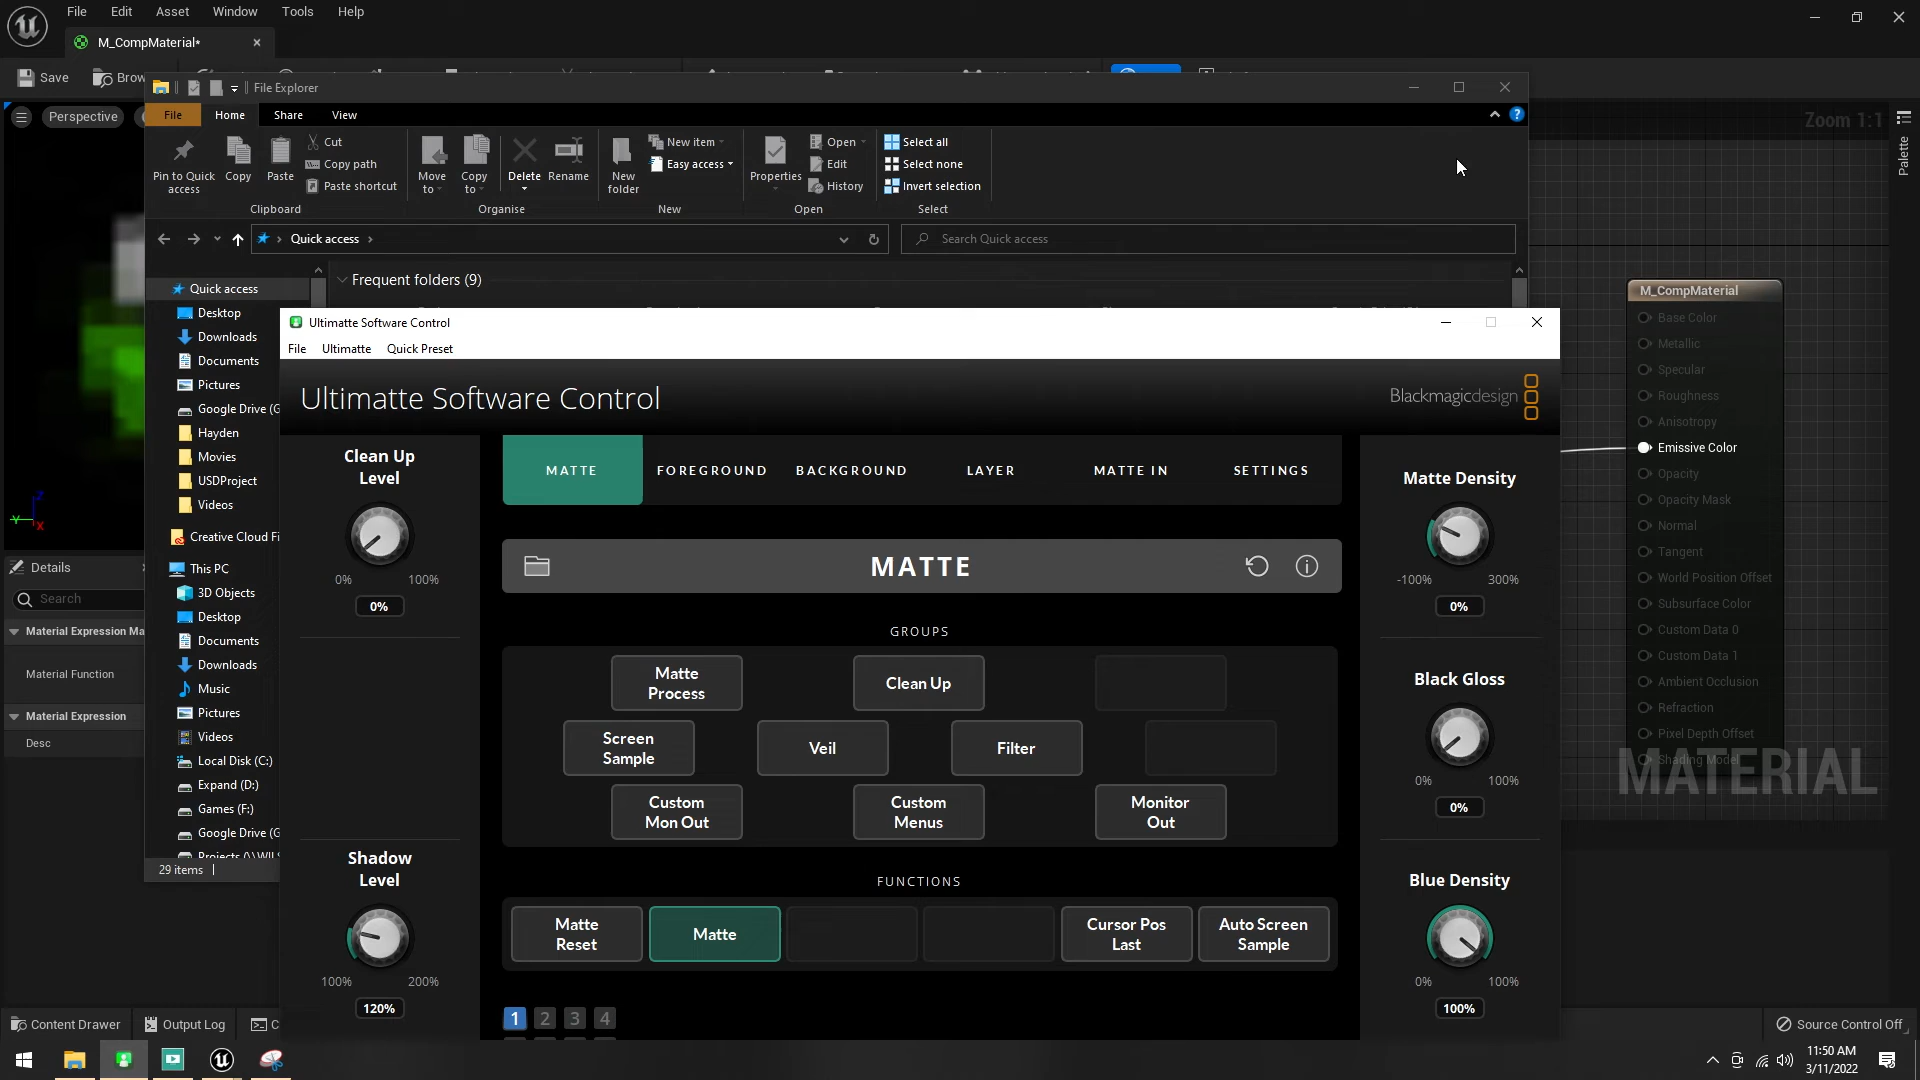 File Edit Asset Window Tools Help
M_CompMaterial*
Save Brow
File Explorer
Perspective
File Home Share View
Zoom 1:1
Palette
Pin to Quick access
Copy
Paste
Cut
Copy path
Paste shortcut
Move to
Copy to
Delete
Rename
New folder
New item
Easy access
Properties
Open
Edit
History
Select all
Select none
Invert selection
Clipboard Organise New Open Select
Quick access
Search Quick access
Quick access
Desktop
Downloads
Documents
Pictures
Google Drive (G
Hayden
Movies
USDProject
Videos
Creative Cloud Fi
This PC
3D Objects
Desktop
Documents
Downloads
Music
Pictures
Videos
Local Disk (C:)
Expand (D:)
Games (F:)
Google Drive (G
29 items
Frequent folders (9)
Ultimatte Software Control
File Ultimatte Quick Preset
Ultimatte Software Control
Blackmagicdesign
Clean Up
Level
0% 100%
0%
Shadow
Level
100% 200%
120%
MATTE FOREGROUND BACKGROUND LAYER MATTE IN SETTINGS
MATTE
GROUPS
Matte
Process
Clean Up
Screen
Sample
Veil
Filter
Custom
Mon Out
Custom
Menus
Monitor
Out
FUNCTIONS
Matte
Reset
Matte
Cursor Pos
Last
Auto Screen
Sample
1 2 3 4
Matte Density
-100% 300%
0%
Black Gloss
0% 100%
0%
Blue Density
0% 100%
100%
M_CompMaterial
Base Color
Metallic
Specular
Roughness
Anisotropy
Emissive Color
Opacity
Opacity Mask
Normal
Tangent
World Position Offset
Subsurface Color
Custom Data 0
Custom Data 1
Ambient Occlusion
Refraction
Pixel Depth Offset
Shading Model
MATERIAL
Details
Search
Material Expression Ma
Material Function
Material Expression
Desc
Content Drawer Output Log C
Source Control Off
11:50 AM
3/11/2022